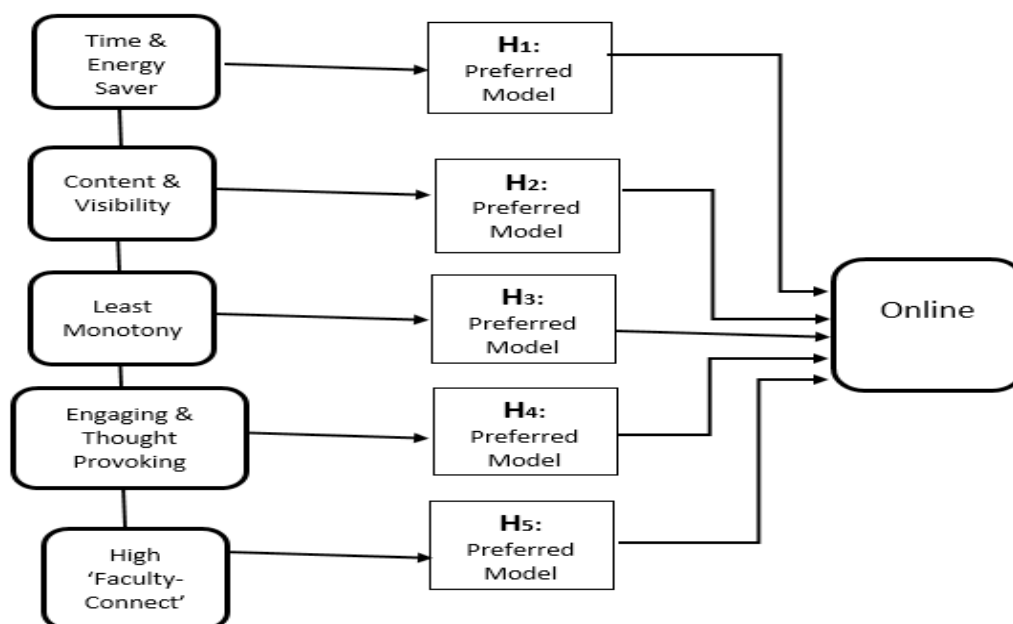 Time &
Energy
Saver
H1:
Preferred
Model
Content &
Visibility
H2:
Preferred
Model
Least
Monotony
H3:
Preferred
Model
Online
Engaging &
Thought
Provoking
H4:
Preferred
Model
High
‘Faculty-
Connect’
H5:
Preferred
Model